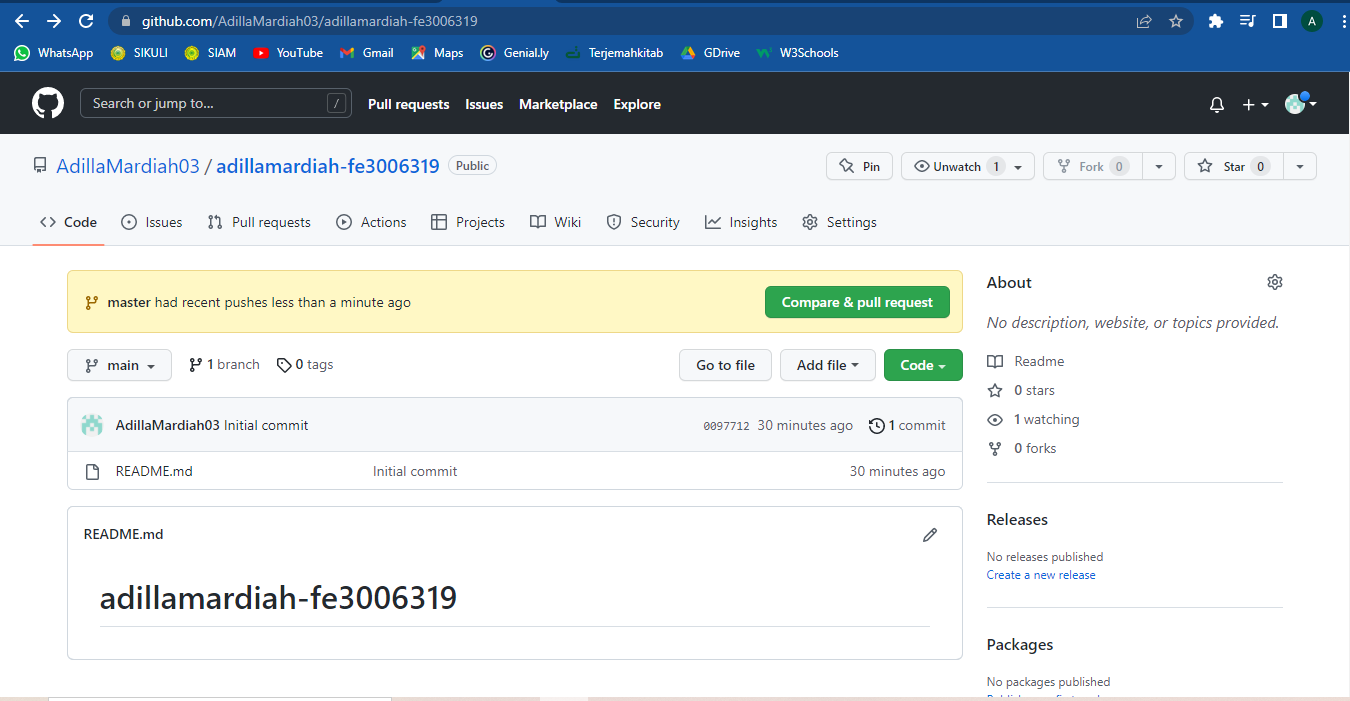 github.com/AdillaMardiah03/adillamardiah-fe3006319
A
WhatsApp SIKULI SIAM YouTube Gmail Maps Genial.ly Terjemahkitab GDrive W3Schools
Search or jump to... / Pull requests Issues Marketplace Explore
AdillaMardiah03 / adillamardiah-fe3006319 Public
Pin Unwatch 1 Fork 0 Star 0
Code Issues Pull requests Actions Projects Wiki Security Insights Settings
master had recent pushes less than a minute ago Compare & pull request
main 1 branch 0 tags Go to file Add file Code
AdillaMardiah03 Initial commit 0097712 30 minutes ago 1 commit
README.md Initial commit 30 minutes ago
README.md
adillamardiah-fe3006319
About
No description, website, or topics provided.
Readme
0 stars
1 watching
0 forks
Releases
No releases published
Create a new release
Packages
No packages published